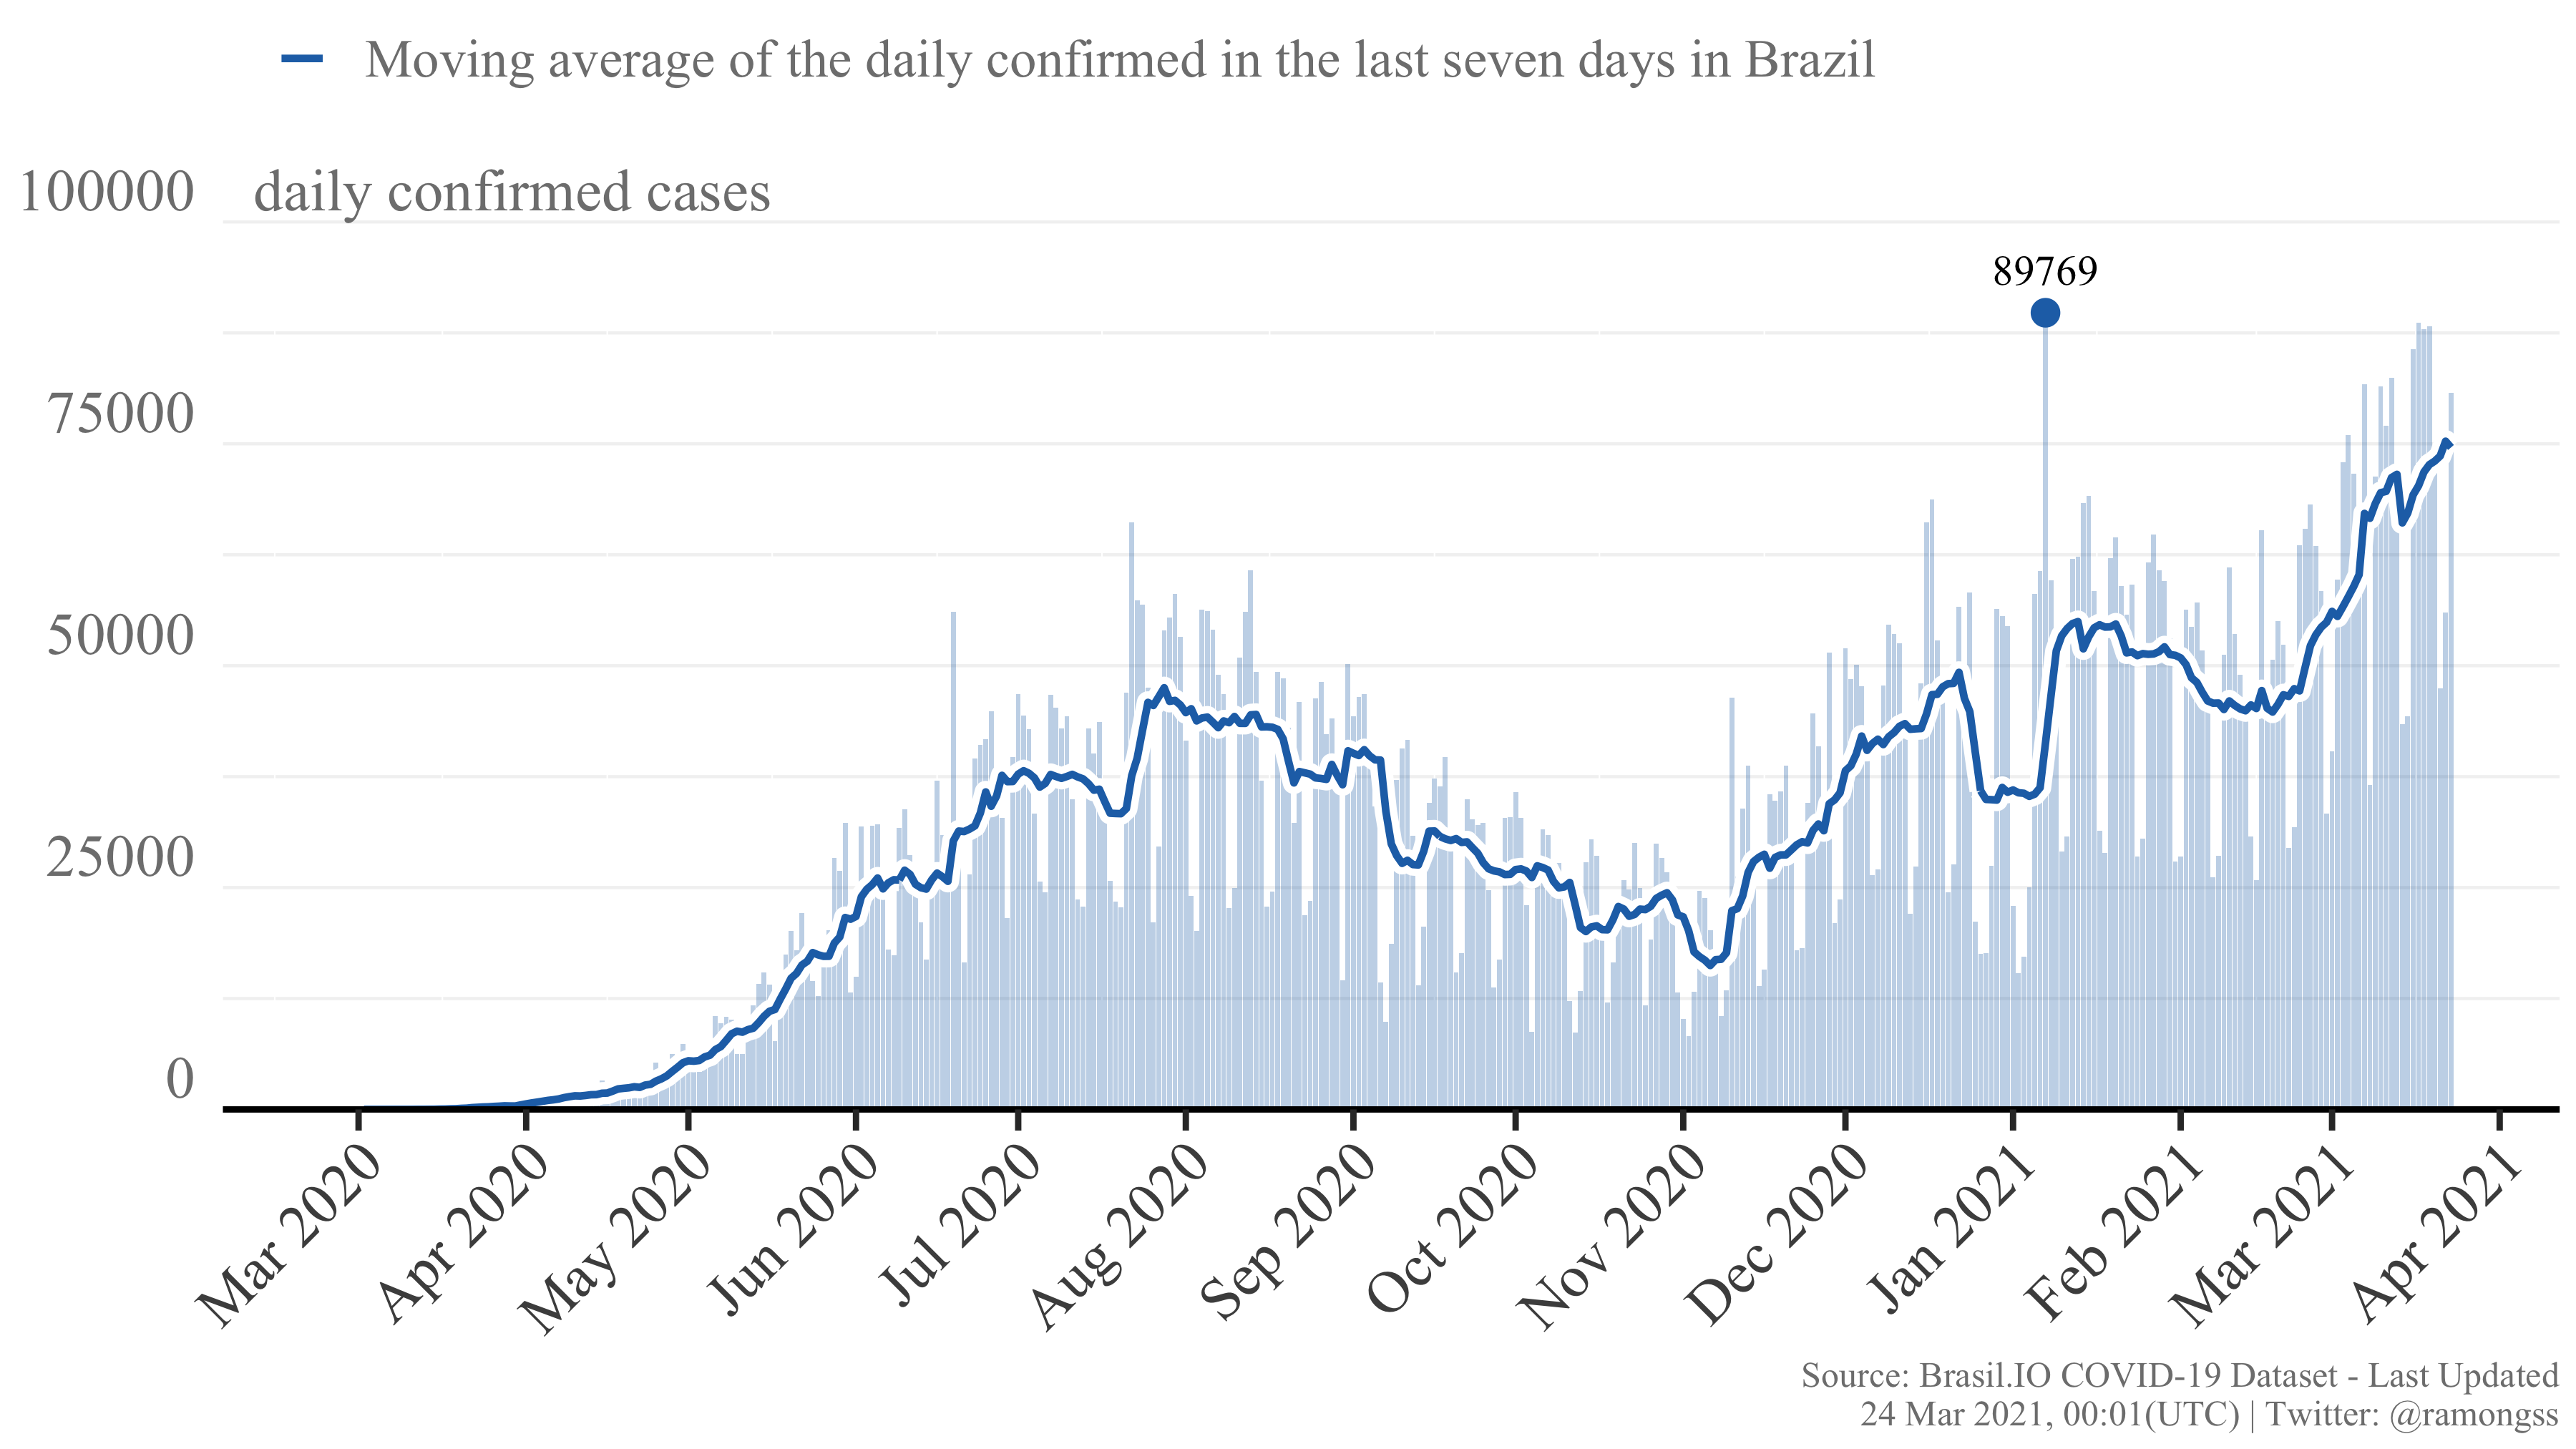 Moving average of the daily confirmed in the last seven days in Brazil
100000
daily confirmed cases
89769
75000
50000
25000
0
Mar 2020
Apr 2020
May 2020
Jun 2020
Jul 2020
Aug 2020
Sep 2020
Oct 2020
Nov 2020
Dec 2020
Jan 2021
Feb 2021
Mar 2021
Apr 2021
Source: Brasil.IO COVID-19 Dataset - Last Updated
24 Mar 2021, 00:01(UTC) | Twitter: @ramongss